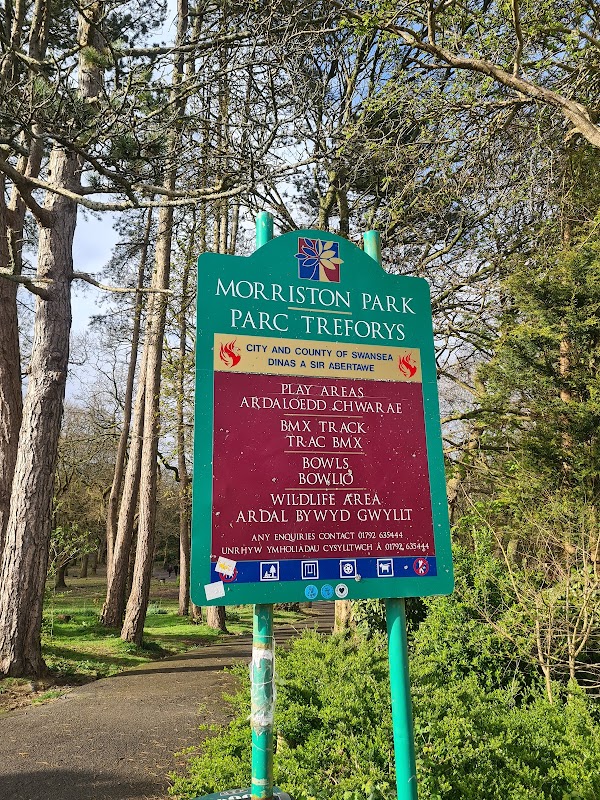 MORRISTON PARK
PARC TREFORYS
CITY AND COUNTY OF SWANSEA
DINAS A SIR ABERTAWE
PLAY AREAS
ARDALOEDD CHWARAE
BMX TRACK
TRAC BMX
BOWLS
BOWLIO
WILDLIFE AREA
ARDAL BYWYD GWYLLT
ANY ENQUIRIES CONTACT 01792 635444
UNRHYW YMHOLIADAU CYSYLLTWCH Â 01792 635444